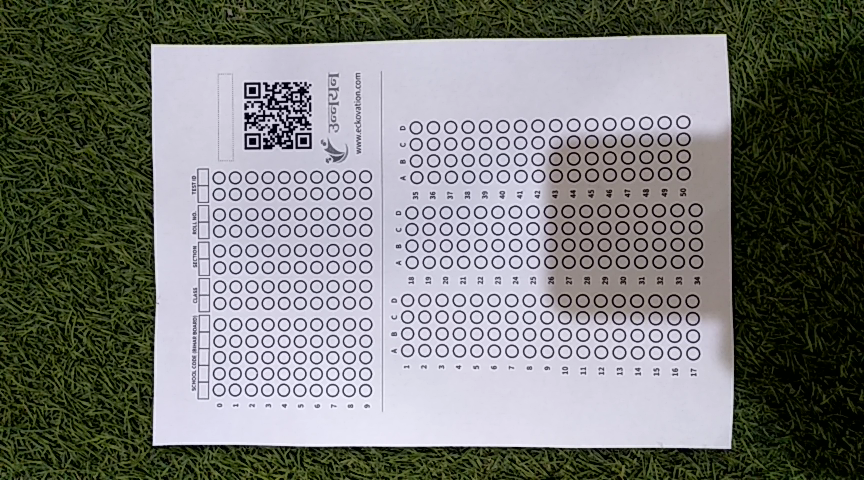 SCHOOL CODE (BIHAR BOARD) CLASS SECTION ROLL NO. TEST ID
0
1
2
3
4
5
6
7
8
9
उन्नयन
www.eckovation.com
A B C D A B C D A B C D
1 18 35
2 19 36
3 20 37
4 21 38
5 22 39
6 23 40
7 24 41
8 25 42
9 26 43
10 27 44
11 28 45
12 29 46
13 30 47
14 31 48
15 32 49
16 33 50
17 34